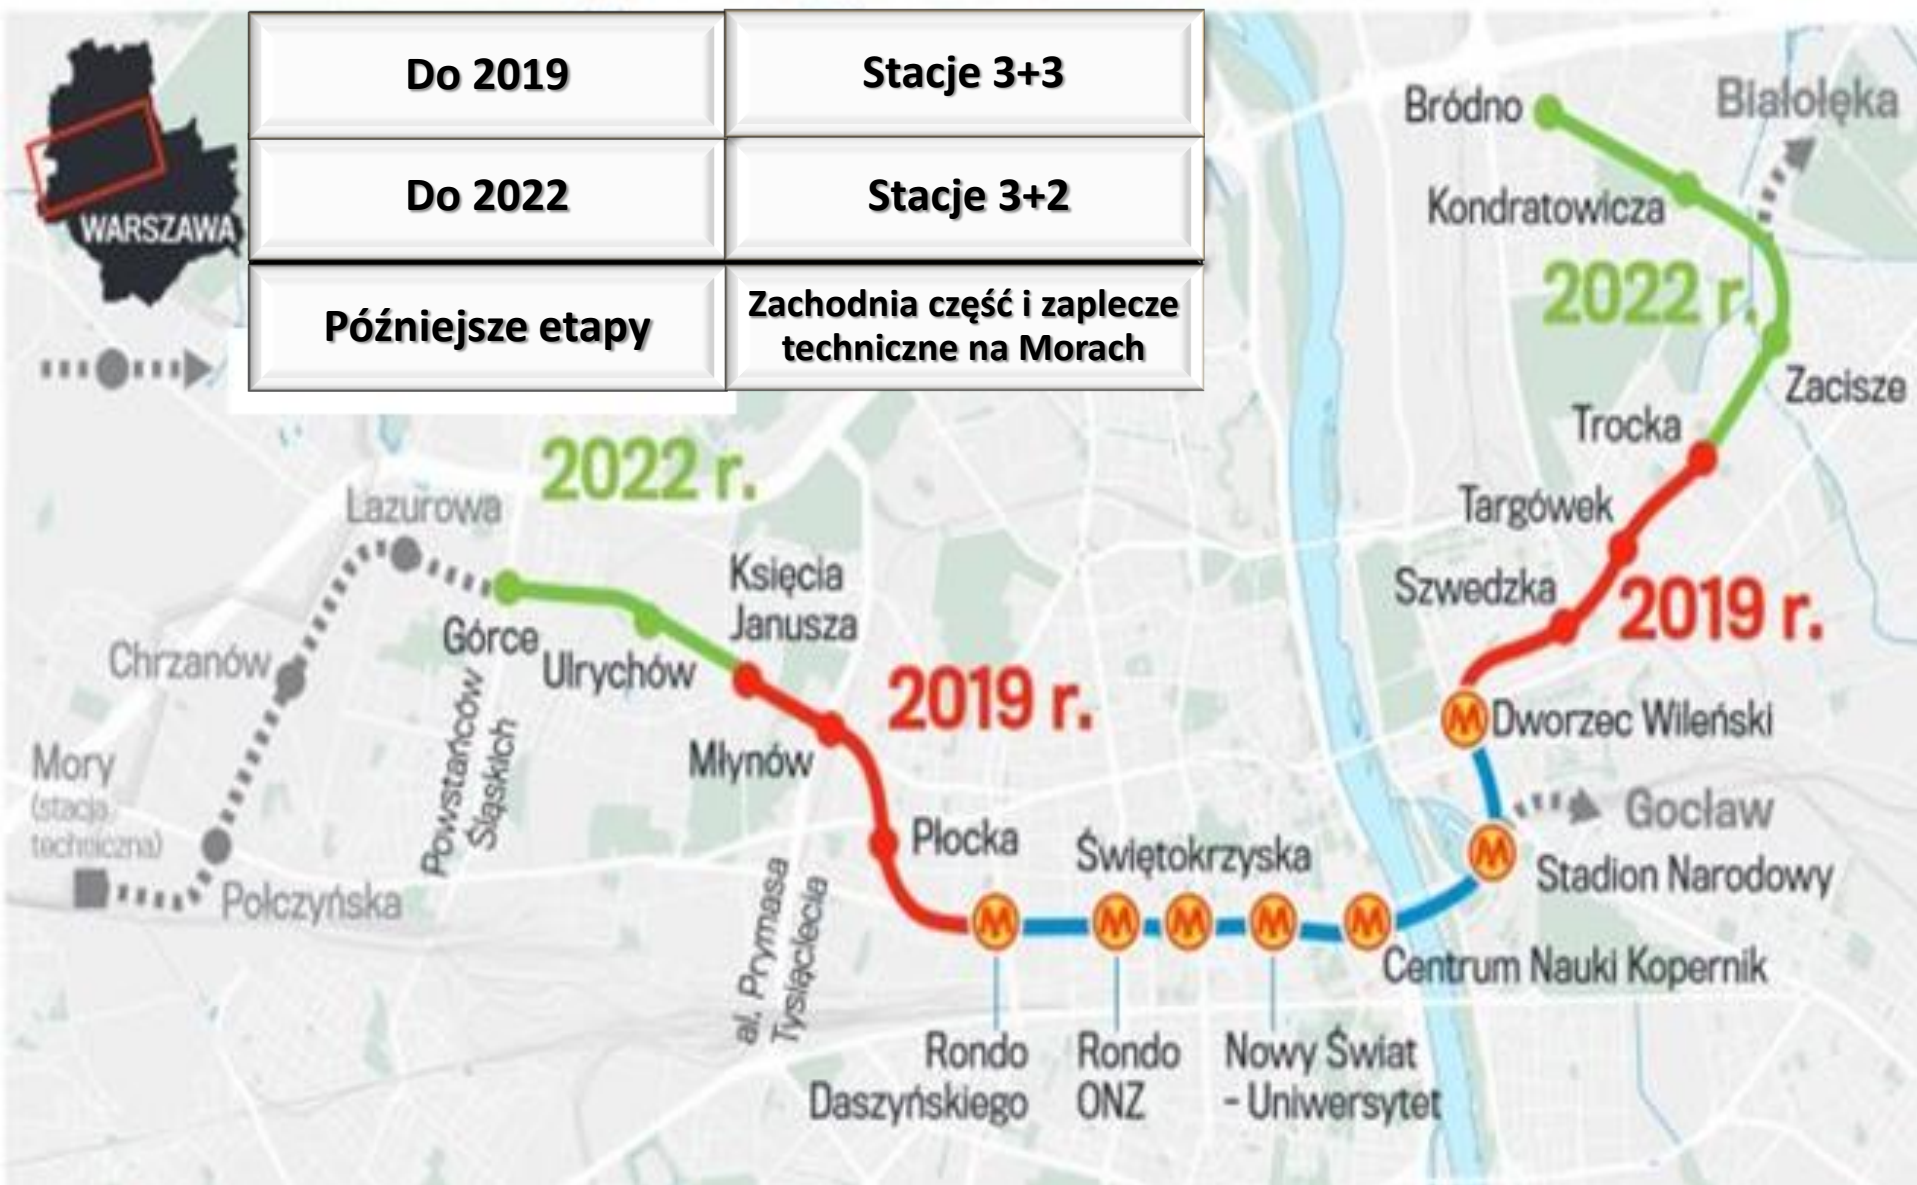 Do 2019
Stacje 3+3
Do 2022
Stacje 3+2
Późniejsze etapy
Zachodnia część i zaplecze
techniczne na Morach
WARSZAWA
Bródno
Białołęka
Kondratowicza
2022 r.
Zacisze
Trocka
Targówek
Szwedzka
2019 r.
2022 r.
Lazurowa
Księcia
Janusza
Górce
Ulrychów
Chrzanów
2019 r.
Młynów
Powstańców
Śląskich
Mory
(stacja
techniczna)
Połczyńska
Płocka
Świętokrzyska
Dworzec Wileński
Gocław
Stadion Narodowy
Centrum Nauki Kopernik
al. Prymasa
Tysiąclecia
Rondo
Daszyńskiego
Rondo
ONZ
Nowy Świat
- Uniwersytet
M
M
M
M
M
M
M